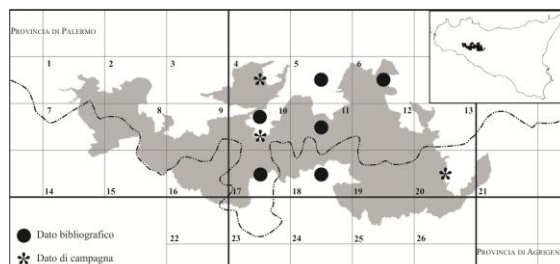 PROVINCIA DI PALERMO
1 2 3 4 5 6
7 8 9 10 11 12 13
14 15 16 17 18 19 20 21
22 23 24 25 26
Dato bibliografico
Dato di campagna
PROVINCIA DI AGRIGEN